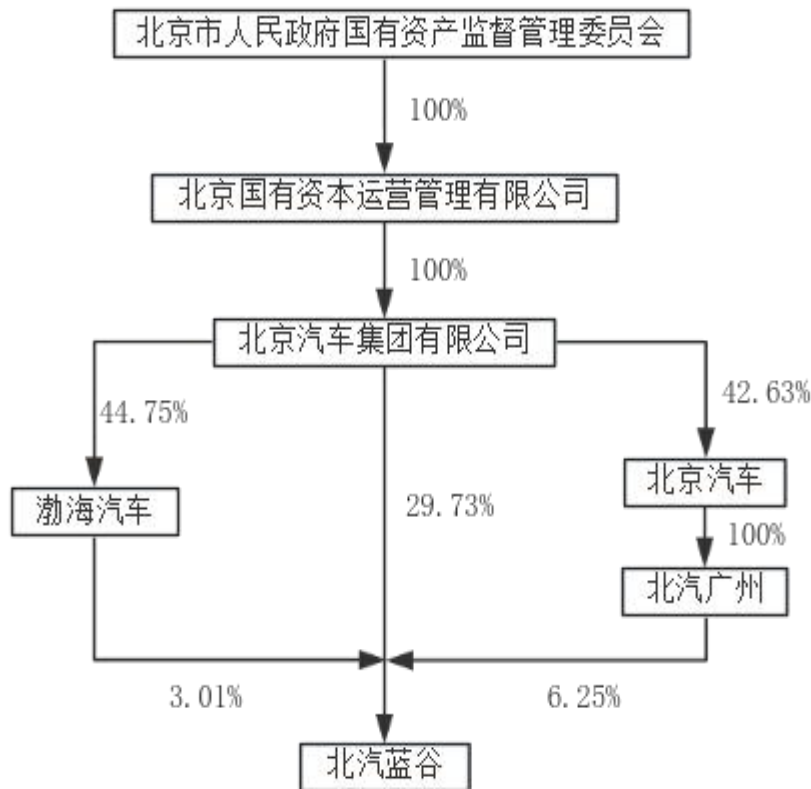 北京市人民政府国有资产监督管理委员会
100%
北京国有资本运营管理有限公司
100%
北京汽车集团有限公司
44.75%
42.63%
渤海汽车
29.73%
北京汽车
100%
北汽广州
3.01%
6.25%
北汽蓝谷